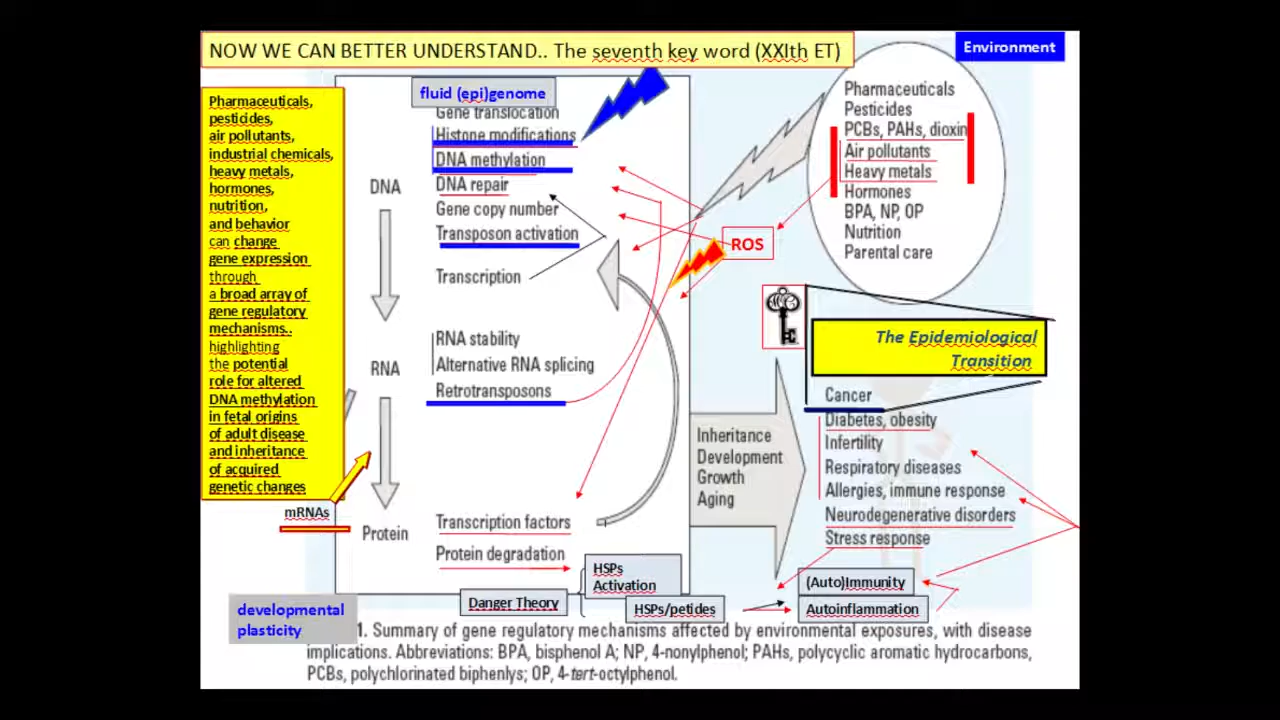 NOW WE CAN BETTER UNDERSTAND.. The seventh key word (XXIth ET)
Environment
Pharmaceuticals,
pesticides,
air pollutants,
industrial chemicals,
heavy metals,
hormones,
nutrition,
and behavior
can change
gene expression
through
a broad array of
gene regulatory
mechanisms..
highlighting
the potential
role for altered
DNA methylation
in fetal origins
of adult disease
and inheritance
of acquired
genetic changes
mRNAs
developmental
plasticity
fluid (epi)genome
DNA
Gene translocation
Histone modifications
DNA methylation
DNA repair
Gene copy number
Transposon activation
Transcription
RNA
RNA stability
Alternative RNA splicing
Retrotransposons
Protein
Transcription factors
Protein degradation
HSPs
Activation
Danger Theory
HSPs/petides
ROS
Pharmaceuticals
Pesticides
PCBs, PAHs, dioxin
Air pollutants
Heavy metals
Hormones
BPA, NP, OP
Nutrition
Parental care
The Epidemiological
Transition
Inheritance
Development
Growth
Aging
Cancer
Diabetes, obesity
Infertility
Respiratory diseases
Allergies, immune response
Neurodegenerative disorders
Stress response
(Auto)Immunity
Autoinflammation
1. Summary of gene regulatory mechanisms affected by environmental exposures, with disease
implications. Abbreviations: BPA, bisphenol A; NP, 4-nonylphenol; PAHs, polycyclic aromatic hydrocarbons,
PCBs, polychlorinated biphenlys; OP, 4-tert-octylphenol.